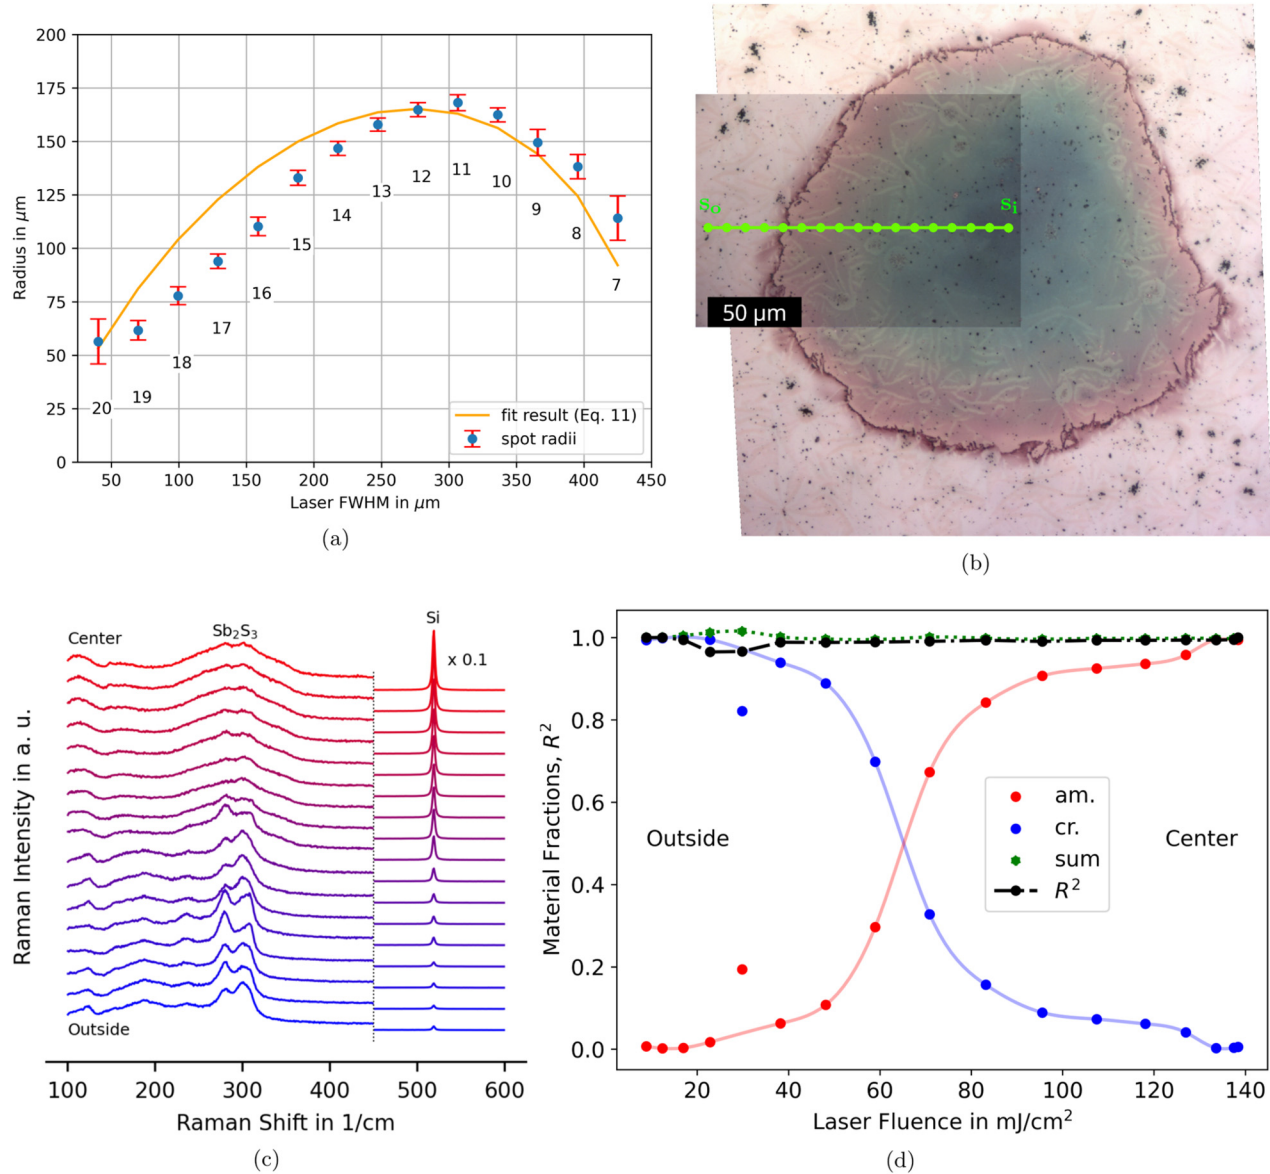 200
175
150
125
100
75
50
25
0
Radius in μm
20
19
18
17
16
15
14
13
12
11
10
9
8
7
fit result (Eq. 11)
spot radii
50 100 150 200 250 300 350 400 450
Laser FWHM in μm
(a)
s₀ sᵢ
50 μm
(b)
Center
Sb₂S₃
Si
x 0.1
Outside
Raman Intensity in a. u.
100 200 300 400 500 600
Raman Shift in 1/cm
(c)
1.0
0.8
0.6
0.4
0.2
0.0
Material Fractions, R²
Outside
Center
am.
cr.
sum
R²
20 40 60 80 100 120 140
Laser Fluence in mJ/cm²
(d)